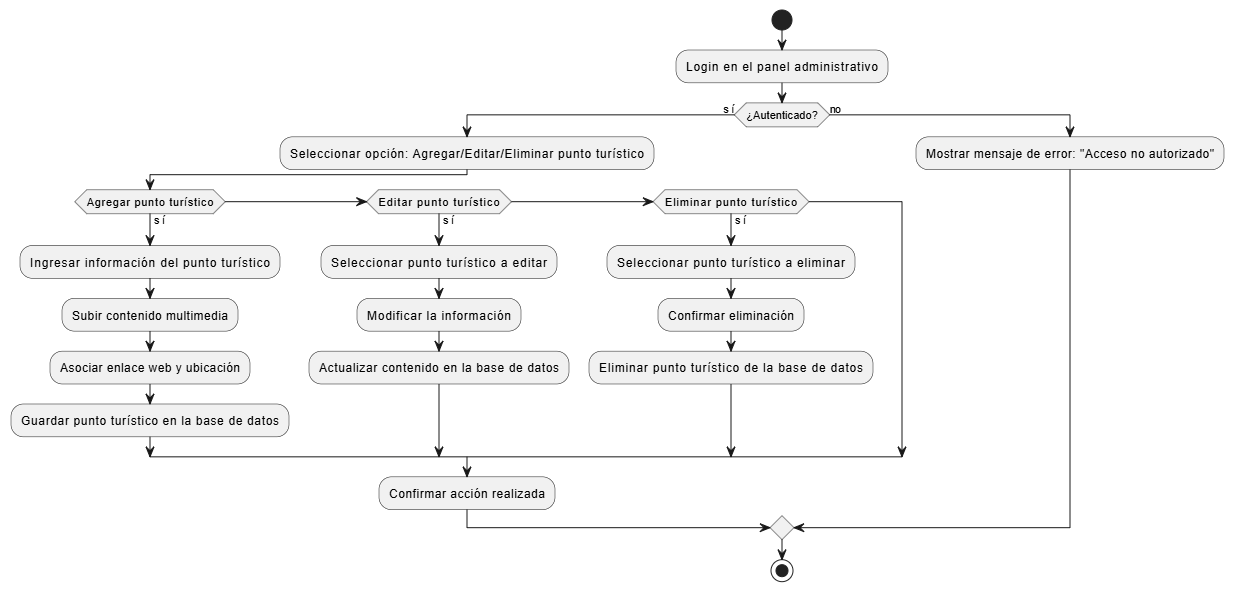 Login en el panel administrativo
sí
¿Autenticado?
no
Seleccionar opción: Agregar/Editar/Eliminar punto turístico
Mostrar mensaje de error: "Acceso no autorizado"
Agregar punto turístico
Editar punto turístico
Eliminar punto turístico
sí
sí
sí
Ingresar información del punto turístico
Seleccionar punto turístico a editar
Seleccionar punto turístico a eliminar
Subir contenido multimedia
Modificar la información
Confirmar eliminación
Asociar enlace web y ubicación
Actualizar contenido en la base de datos
Eliminar punto turístico de la base de datos
Guardar punto turístico en la base de datos
Confirmar acción realizada